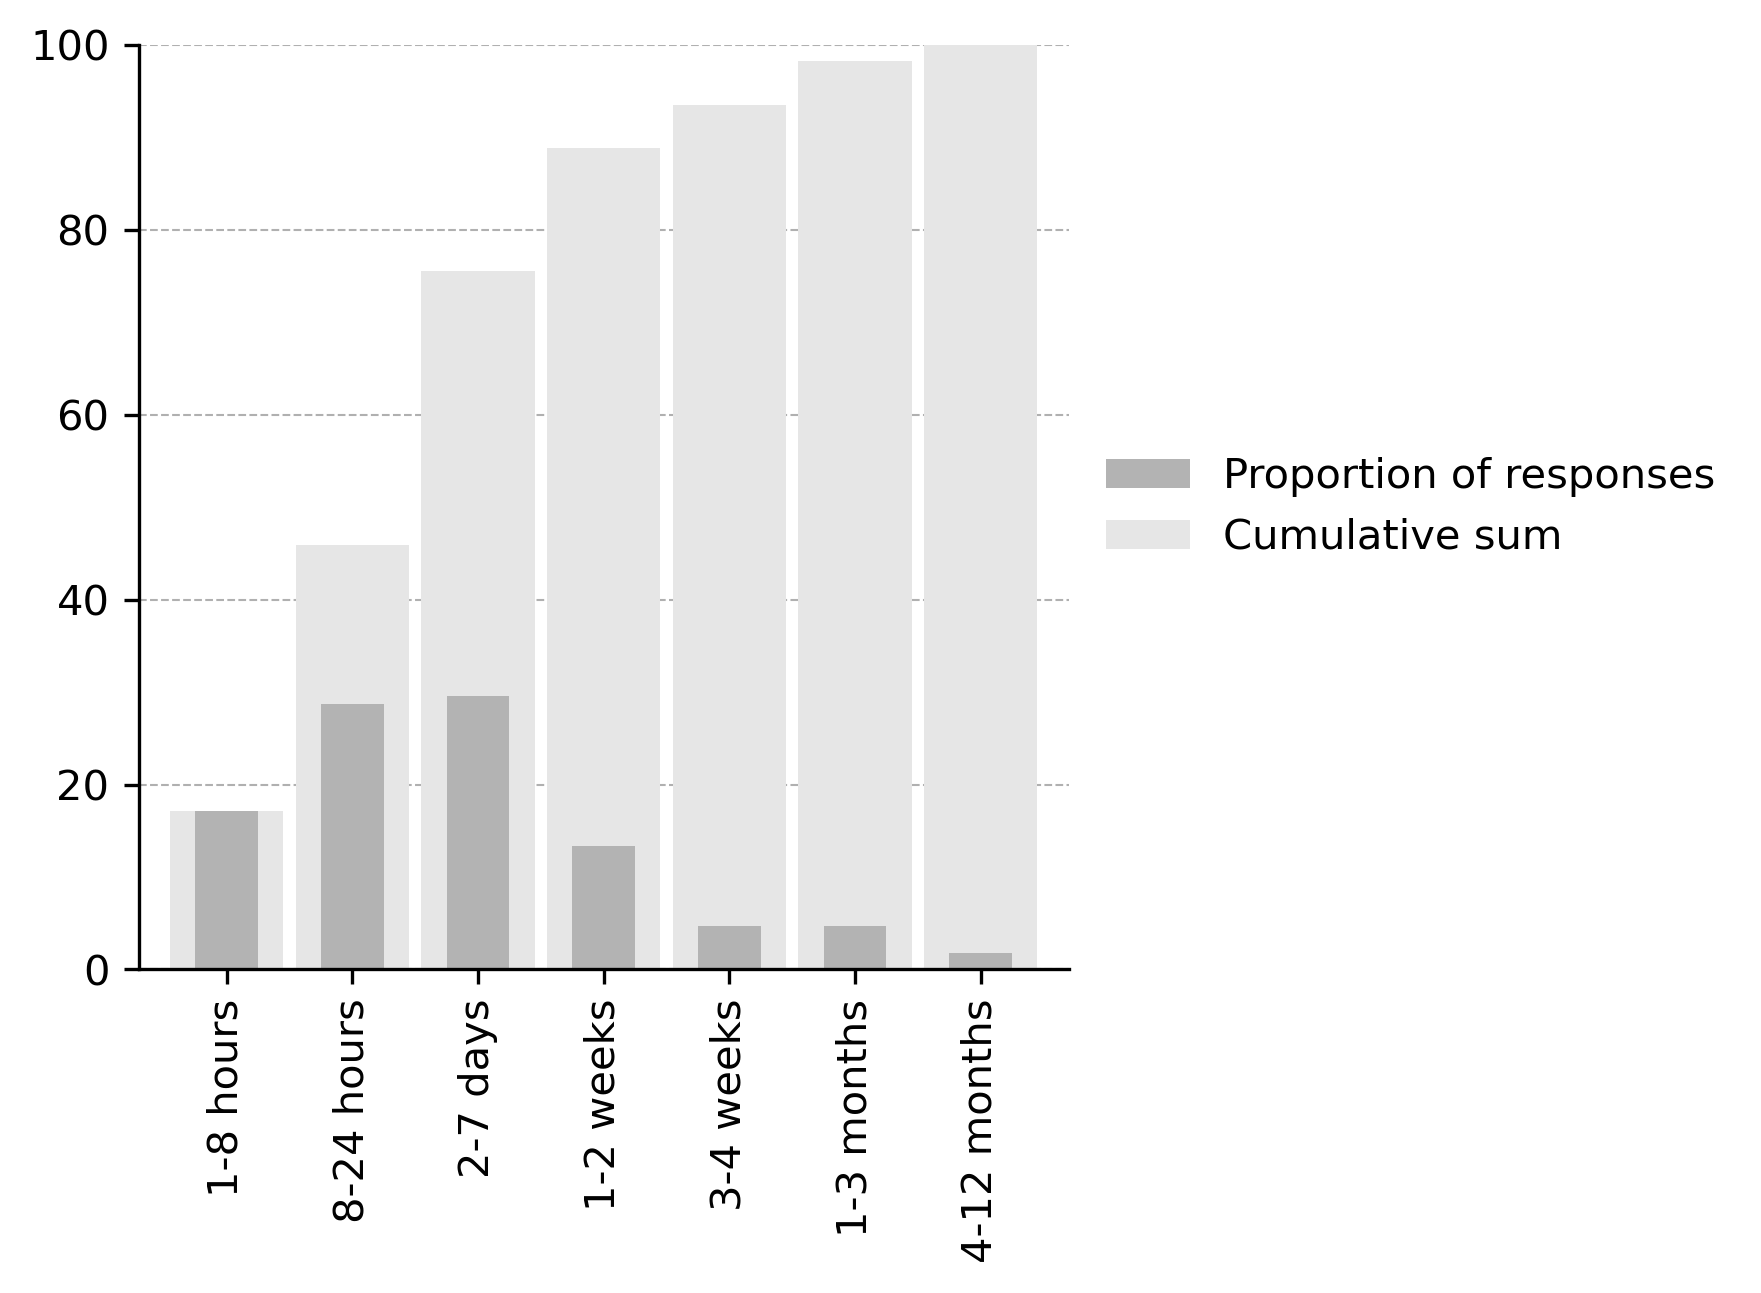 100
80
60
40
20
0
1-8 hours
8-24 hours
2-7 days
1-2 weeks
3-4 weeks
1-3 months
4-12 months
Proportion of responses
Cumulative sum